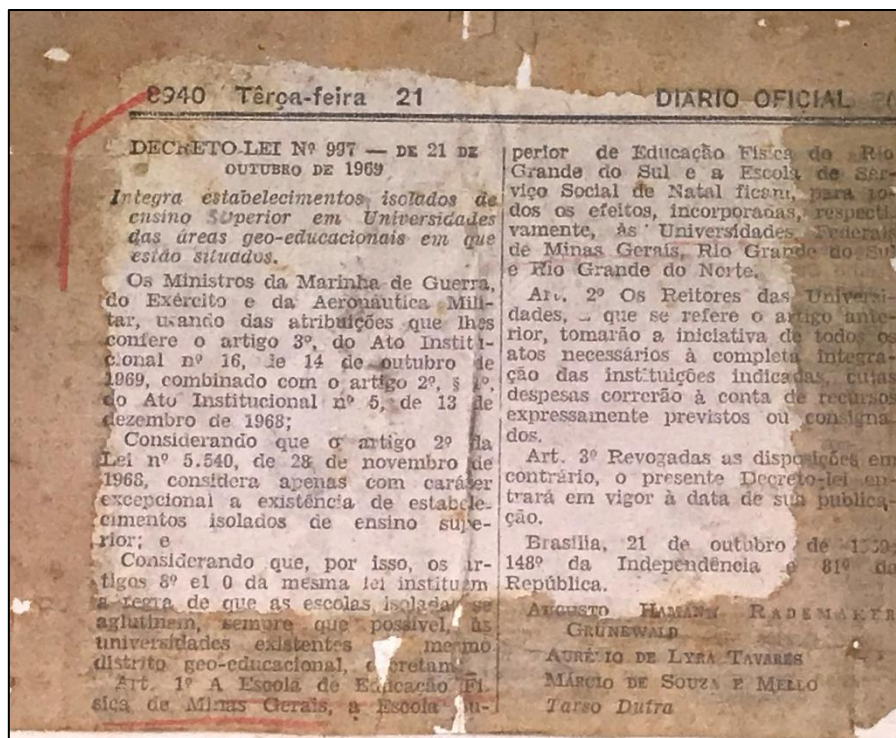 8940 Têrça-feira 21 DIÁRIO OFICIAL
DECRETO-LEI Nº 997 — DE 21 DE
OUTUBRO DE 1969
Integra estabelecimentos isolados de
ensino superior em Universidades
das áreas geo-educacionais em que
estão situados.
Os Ministros da Marinha de Guerra,
do Exército e da Aeronáutica Mili-
tar, usando das atribuições que lhes
confere o artigo 3º, do Ato Instituti-
cional nº 16, de 14 de outubro de
1969, combinado com o artigo 2º, § 1º,
do Ato Institucional nº 5, de 13 de
dezembro de 1968;
Considerando que o artigo 2º da
Lei nº 5.540, de 28 de novembro de
1968, considera apenas com caráter
excepcional a existência de estabele-
cimentos isolados de ensino supe-
rior; e
Considerando que, por isso, os ar-
tigos 8º e1 0 da mesma lei instituem
a regra de que as escolas isoladas se
aglutinem, sempre que possível, às
universidades existentes mesmo
distrito geo-educacional, decretam:
Art. 1º A Escola de Educação Fí-
sica de Minas Gerais, a Escola Su-
perior de Educação Física do Rio
Grande do Sul e a Escola de Ser-
viço Social de Natal ficam, para to-
dos os efeitos, incorporadas, respecti-
vamente, às Universidades Federais
de Minas Gerais, Rio Grande do Sul
e Rio Grande do Norte.
Art. 2º Os Reitores das Universi-
dades, a que se refere o artigo ante-
rior, tomarão a iniciativa de todos os
atos necessários à completa integra-
ção das instituições indicadas, cujas
despesas correrão à conta de recursos
expressamente previstos ou consigna-
dos.
Art. 3º Revogadas as disposições em
contrário, o presente Decreto-lei en-
trará em vigor à data de sua publica-
ção.
Brasília, 21 de outubro de 1969;
148º da Independência e 81º da
República.
AUGUSTO HAMANN RADEMAKER
GRÜNEWALD
AURÉLIO DE LYRA TAVARES
MÁRCIO DE SOUZA E MELLO
Tarso Dutra